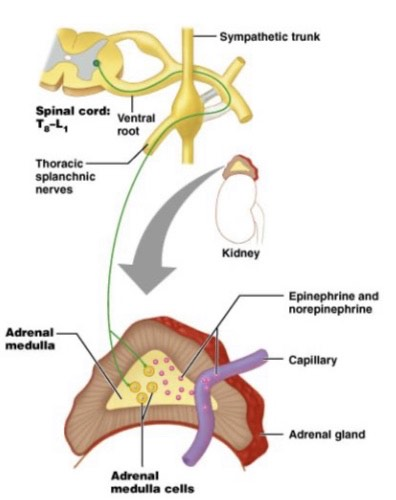 Sympathetic trunk
Spinal cord:
T₈–L₁
Ventral
root
Thoracic
splanchnic
nerves
Kidney
Epinephrine and
norepinephrine
Adrenal
medulla
Capillary
Adrenal gland
Adrenal
medulla cells